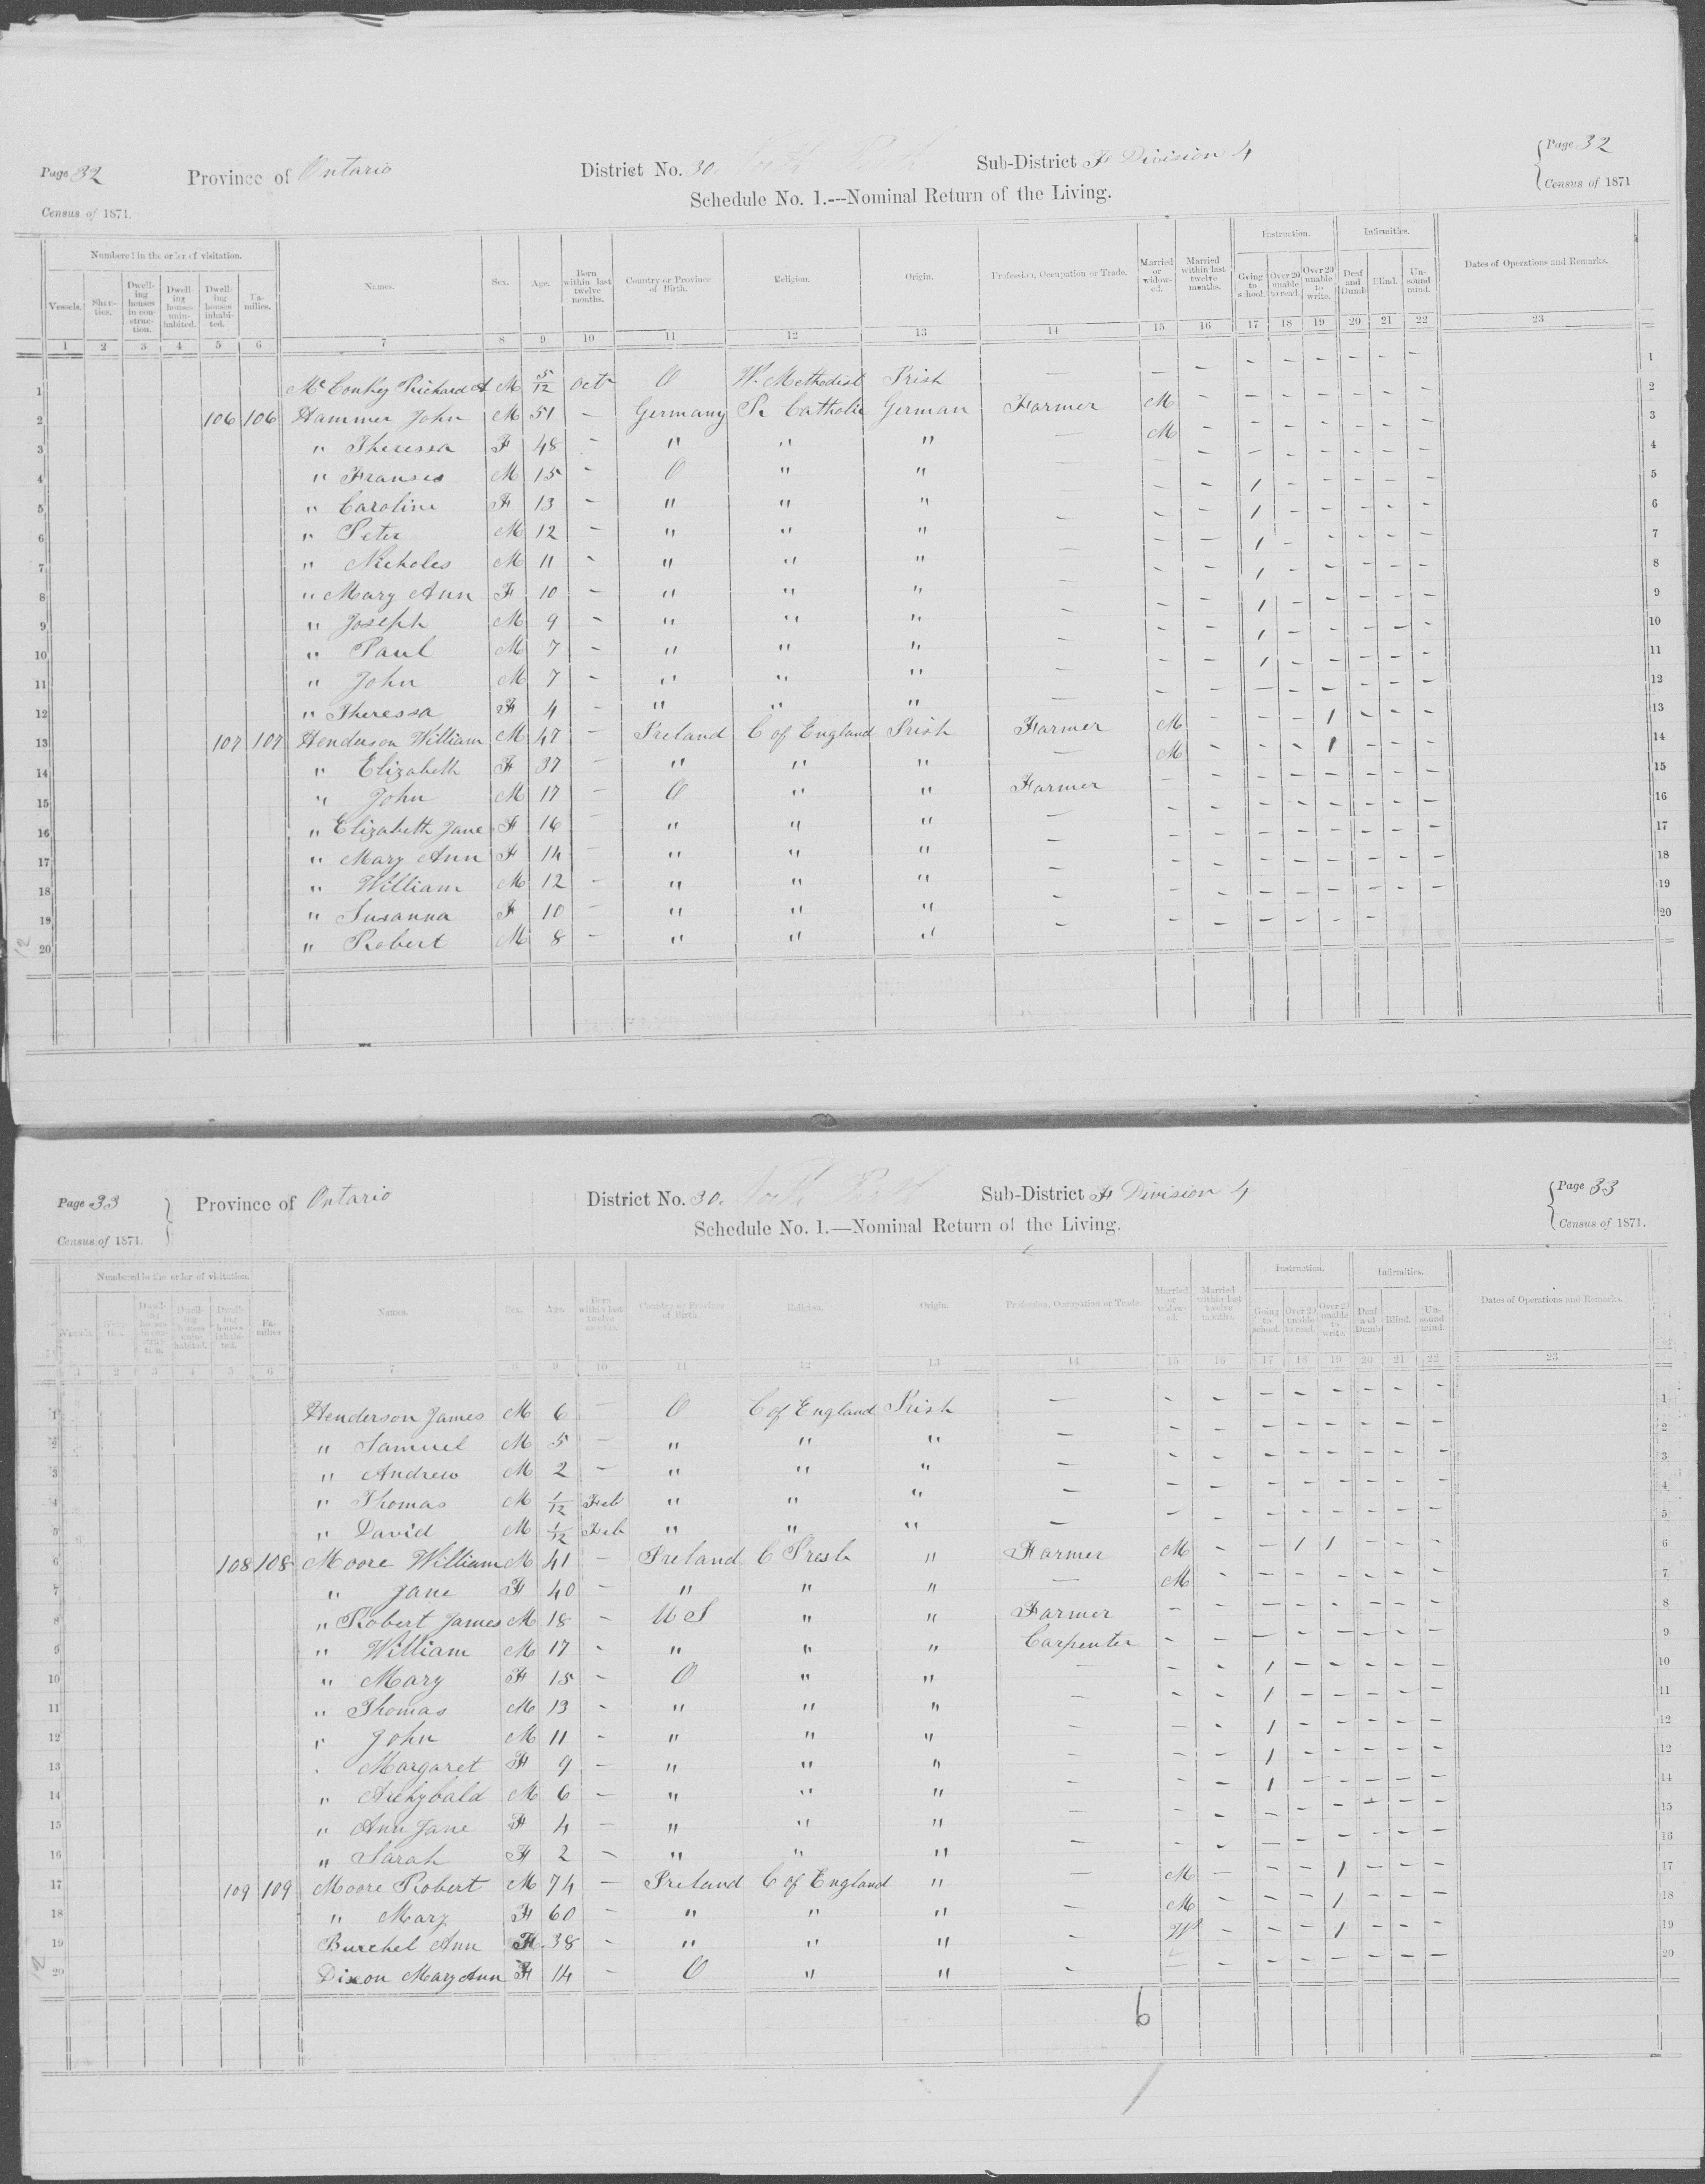 Page 32
Province of Ontario
District No. 30. North Perth
Sub-District F Division 4
Page 32
Census of 1871.
Schedule No. 1.---Nominal Return of the Living.
Census of 1871
Numbered in the order of visitation.
Instruction.
Infirmities.
Vessels. Shanties. Dwelling houses in construction. Dwelling houses uninhabited. Dwelling houses inhabited. Families. Names. Sex. Age. Born within last twelve months. Country or Province of Birth. Religion. Origin. Profession, Occupation or Trade. Married or widowed. Married within last twelve months. Going to school. Over 20 unable to read. Over 20 unable to write. Deaf and Dumb Blind. Unsound mind. Dates of Operations and Remarks.
1 2 3 4 5 6 7 8 9 10 11 12 13 14 15 16 17 18 19 20 21 22 23
1 McConkey Richard A M 5/12 Oct O W. Methodist Irish — - - - - - - - - 1
2 106 106 Hammer John M 51 - Germany R Catholic German Farmer M - - - - - - - 2
3 " Theressa F 48 - " " " — M - - - - - - - 3
4 " Franses M 15 - O " " — - - 1 - - - - - 4
5 " Caroline F 13 - " " " — - - 1 - - - - - 5
6 " Peter M 12 - " " " — - - 1 - - - - - 6
7 " Nicholes M 11 - " " " — - - 1 - - - - - 7
8 " Mary Ann F 10 - " " " — - - 1 - - - - - 8
9 " Joseph M 9 - " " " — - - 1 - - - - - 9
10 " Paul M 7 - " " " — - - 1 - - - - - 10
11 " John M 7 - " " " — - - - - - - - - 11
12 " Theressa F 4 - " " " — - - - - - - - - 12
13 107 107 Henderson William M 47 - Ireland C of England Irish Farmer M - - - 1 - - - 13
14 " Elizabeth F 37 - " " " — M - - - 1 - - - 14
15 " John M 17 - O " " Farmer - - - - - - - - 15
16 " Elizabeth Jane F 16 - " " " — - - - - - - - - 16
17 " Mary Ann F 14 - " " " — - - - - - - - - 17
18 " William M 12 - " " " — - - - - - - - - 18
19 " Susanna F 10 - " " " — - - - - - - - - 19
20 " Robert M 8 - " " " — - - - - - - 20
12
Page 33
Province of Ontario
District No. 30. North Perth
Sub-District F Division 4
Page 33
Census of 1871.
Schedule No. 1.—Nominal Return of the Living.
Census of 1871.
Numbered in the order of visitation.
Instruction.
Infirmities.
Vessels. Dwelling houses in construction. Dwelling houses uninhabited. Dwelling houses inhabited. Families Names. Sex. Age. Born within last twelve months. Country or Province of Birth. Religion. Origin. Profession, Occupation or Trade. Married or widowed. Married within last twelve months. Going to school. Over 20 unable to read. Over 20 unable to write. Deaf and Dumb Blind. Unsound mind. Dates of Operations and Remarks.
1 2 3 4 5 6 7 8 9 10 11 12 13 14 15 16 17 18 19 20 21 22 23
1 Henderson James M 6 - O C of England Irish — - - - - - - - - 1
2 " Samuel M 5 - " " " — - - - - - - - - 2
3 " Andrew M 2 - " " " — - - - - - - - - 3
4 " Thomas M 1/12 Feb " " " — - - - - - - - - 4
5 " David M 1/12 Feb " " " — - - - - - - - - 5
6 108 108 Moore William M 41 - Ireland C Presb " Farmer M - - 1 1 - - - 6
7 " Jane F 40 - " " " — M - - - - - - - 7
8 " Robert James M 18 - U S " " Farmer - - - - - - - - 8
9 " William M 17 - " " " Carpenter - - - - - - - - 9
10 " Mary F 15 - O " " — - - 1 - - - - - 10
11 " Thomas M 13 - " " " — - - 1 - - - - - 11
12 " John M 11 - " " " — - - 1 - - - - - 12
13 " Margaret F 9 - " " " — - - 1 - - - - - 12
14 " Archybald M 6 - " " " — - - 1 - - - - - 14
15 " Ann Jane F 4 - " " " — - - - - - - - - 15
16 " Sarah F 2 - " " " — - - - - - - - - 16
17 109 109 Moore Robert M 74 - Ireland C of England " — M - - - 1 - - - 17
18 " Mary F 60 - " " " — M - - - 1 - - - 18
19 Burchel Ann F 38 - " " " - W - - - 1 - - - 19
20 Dixon Mary Ann F 14 - O " " - - - - - - - - - 20
12
6